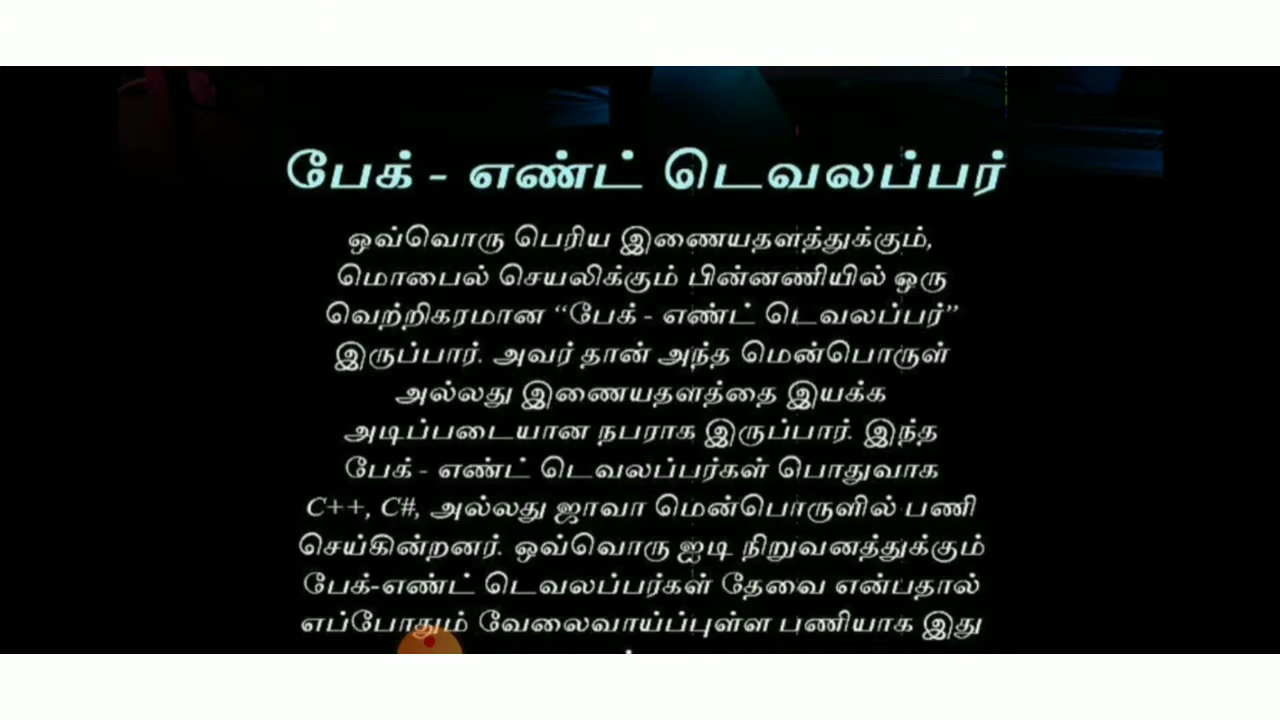 பேக் - எண்ட் டெவலப்பர்
ஒவ்வொரு பெரிய இணையதளத்துக்கும்,
மொபைல் செயலிக்கும் பின்னணியில் ஒரு
வெற்றிகரமான “பேக் - எண்ட் டெவலப்பர்”
இருப்பார். அவர் தான் அந்த மென்பொருள்
அல்லது இணையதளத்தை இயக்க
அடிப்படையான நபராக இருப்பார். இந்த
பேக் - எண்ட் டெவலப்பர்கள் பொதுவாக
C++, C#, அல்லது ஜாவா மென்பொருளில் பணி
செய்கின்றனர். ஒவ்வொரு ஐடி நிறுவனத்துக்கும்
பேக்-எண்ட் டெவலப்பர்கள் தேவை என்பதால்
எப்போதும் வேலைவாய்ப்புள்ள பணியாக இது